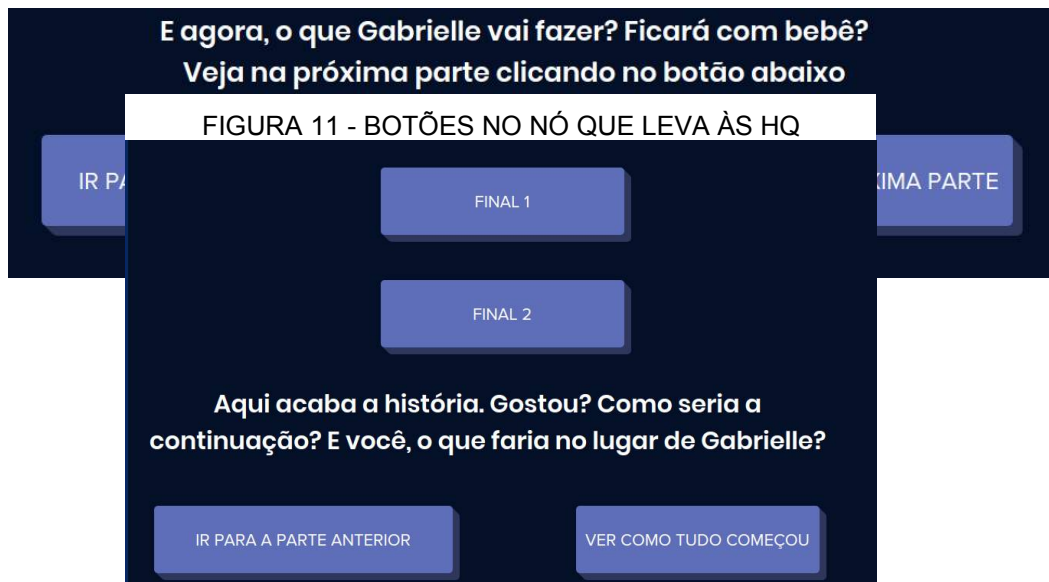 E agora, o que Gabrielle vai fazer? Ficará com bebê?
Veja na próxima parte clicando no botão abaixo
FIGURA 11 - BOTÕES NO NÓ QUE LEVA ÀS HQ
IR
PARTE
FINAL 1
FINAL 2
Aqui acaba a história. Gostou? Como seria a
continuação? E você, o que faria no lugar de Gabrielle?
IR PARA A PARTE ANTERIOR
VER COMO TUDO COMEÇOU